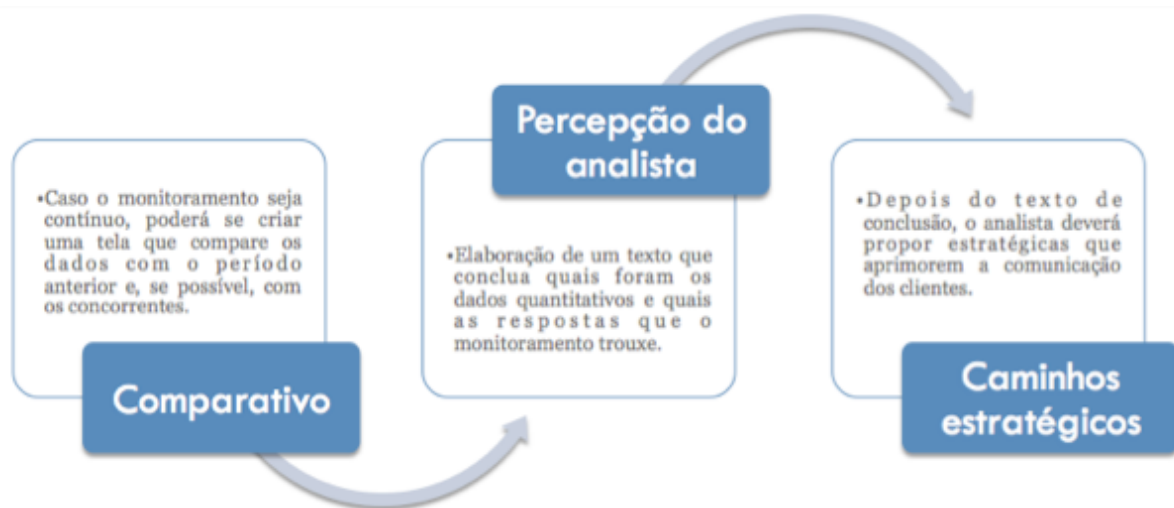 •Caso o monitoramento seja
contínuo, poderá se criar
uma tela que compare os
dados com o período
anterior e, se possível, com
os concorrentes.
Comparativo
Percepção do
analista
•Elaboração de um texto que
conclua quais foram os
dados quantitativos e quais
as respostas que o
monitoramento trouxe.
•Depois do texto de
conclusão, o analista deverá
propor estratégicas que
aprimorem a comunicação
dos clientes.
Caminhos
estratégicos